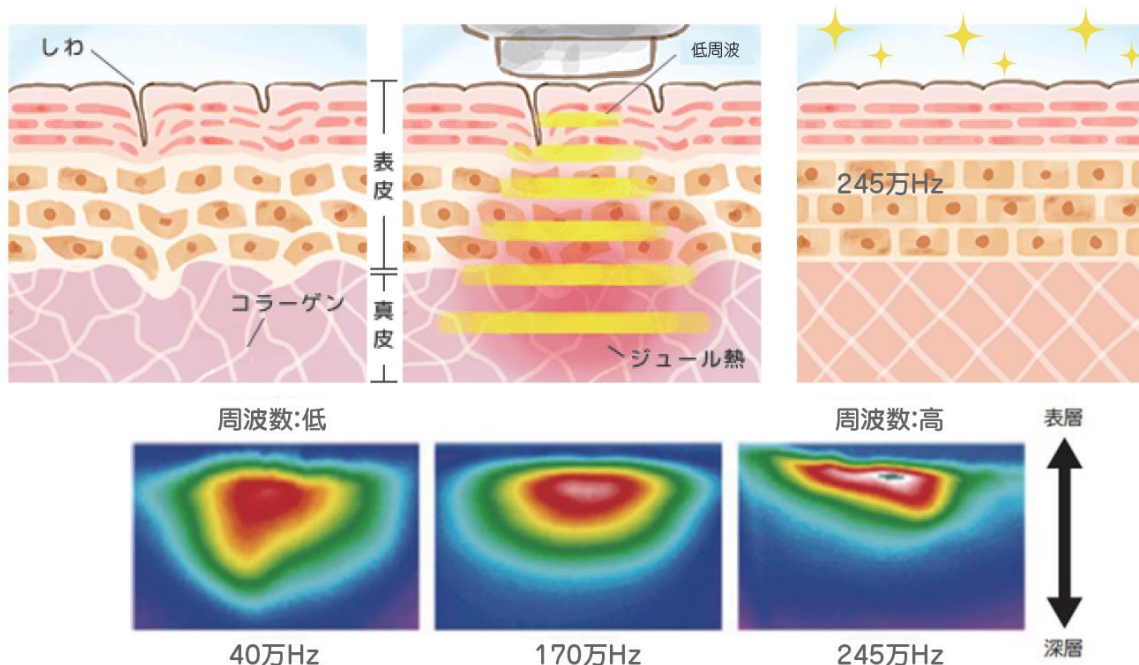 しわ
低周波
表皮
245万Hz
コラーゲン
真皮
ジュール熱
周波数:低
周波数:高
表層
40万Hz
170万Hz
245万Hz
深層